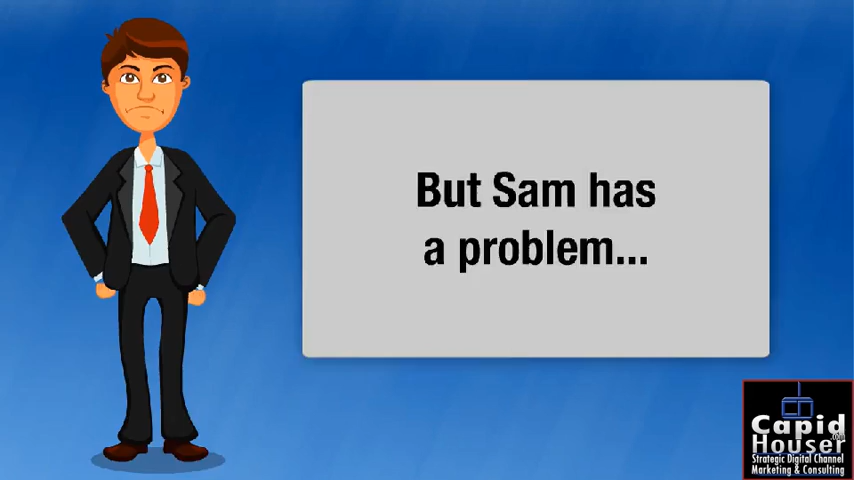 But Sam has
a problem...
Capid
Houser
.com
Strategic Digital Channel
Marketing & Consulting